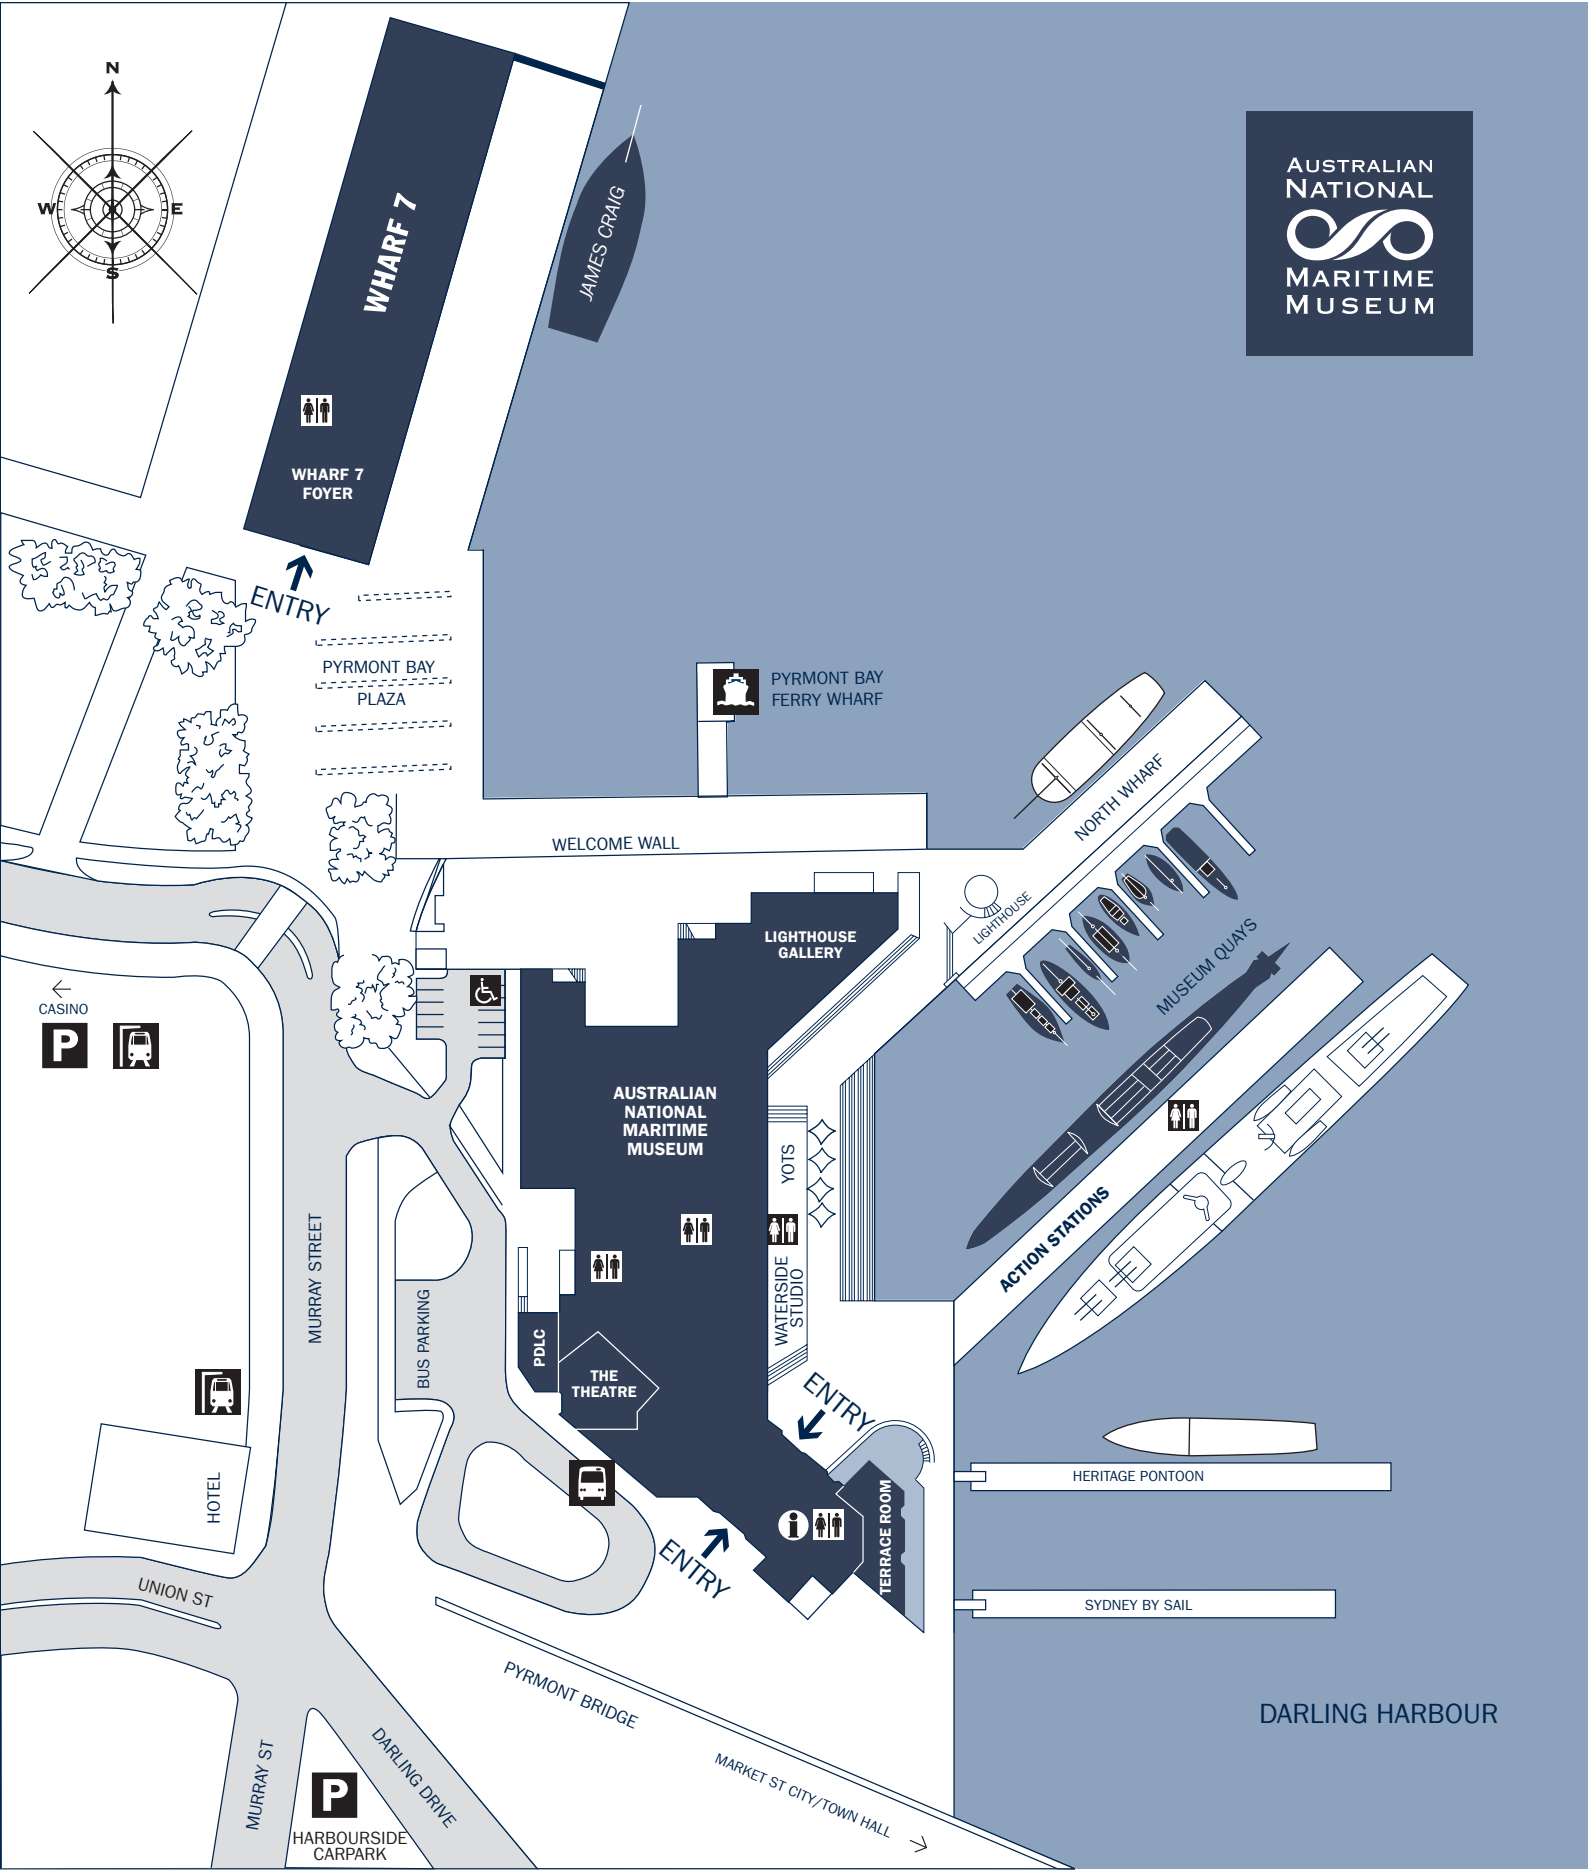 N
W
E
S
WHARF 7
JAMES CRAIG
AUSTRALIAN
NATIONAL
MARITIME
MUSEUM
WHARF 7
FOYER
ENTRY
PYRMONT BAY
PLAZA
PYRMONT BAY
FERRY WHARF
WELCOME WALL
NORTH WHARF
LIGHTHOUSE
MUSEUM QUAYS
LIGHTHOUSE
GALLERY
CASINO
P
AUSTRALIAN
NATIONAL
MARITIME
MUSEUM
YOTS
ACTION STATIONS
MURRAY STREET
BUS PARKING
WATERSIDE
STUDIO
PDLC
THE
THEATRE
ENTRY
HERITAGE PONTOON
HOTEL
TERRACE ROOM
i
ENTRY
UNION ST
SYDNEY BY SAIL
PYRMONT BRIDGE
DARLING HARBOUR
MURRAY ST
DARLING DRIVE
MARKET ST CITY/TOWN HALL
P
HARBOURSIDE
CARPARK